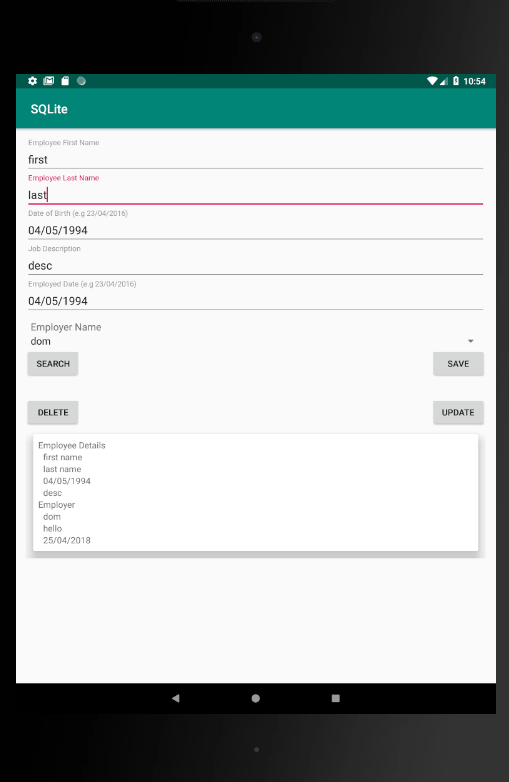 10:54
SQLite
Employee First Name
first
Employee Last Name
last
Date of Birth (e.g 23/04/2016)
04/05/1994
Job Description
desc
Employed Date (e.g 23/04/2016)
04/05/1994
Employer Name
dom
SEARCH SAVE
DELETE UPDATE
Employee Details
first name
last name
04/05/1994
desc
Employer
dom
hello
25/04/2018